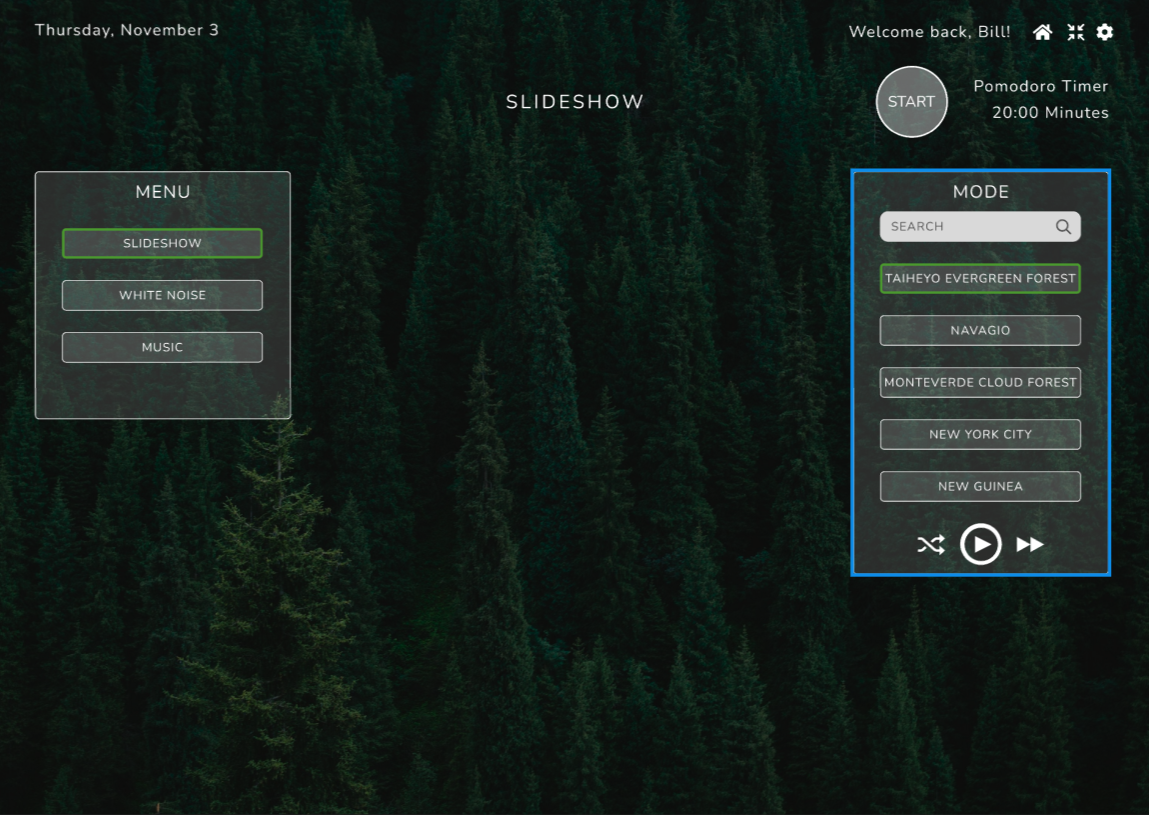 Thursday, November 3
Welcome back, Bill!
SLIDESHOW
START
Pomodoro Timer
20:00 Minutes
MENU
SLIDESHOW
WHITE NOISE
MUSIC
MODE
SEARCH
TAIHEYO EVERGREEN FOREST
NAVAGIO
MONTEVERDE CLOUD FOREST
NEW YORK CITY
NEW GUINEA